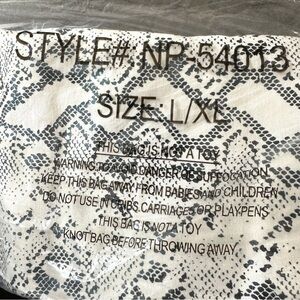 STYLE#: NP-54013
SIZE: L/XL
THIS BAG IS NOT A TOY
WARNING TO AVOID DANGER OF SUFFOCATION
KEEP THIS BAG AWAY FROM BABIES AND CHILDREN
DO NOT USE IN CRIBS CARRIAGES OR PLAYPENS
THIS BAG IS NOT A TOY
KNOT BAG BEFORE THROWING AWAY